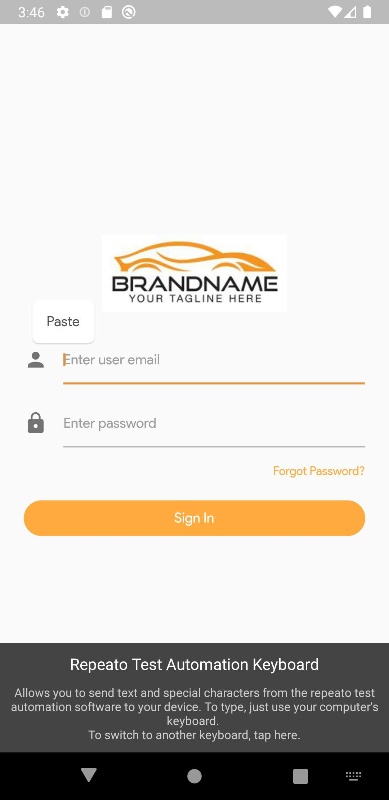 3:46
BRANDNAME
YOUR TAGLINE HERE
Paste
Enter user email
Enter password
Forgot Password?
Sign In
Repeato Test Automation Keyboard
Allows you to send text and special characters from the repeato test
automation software to your device. To type, just use your computer's
keyboard.
To switch to another keyboard, tap here.